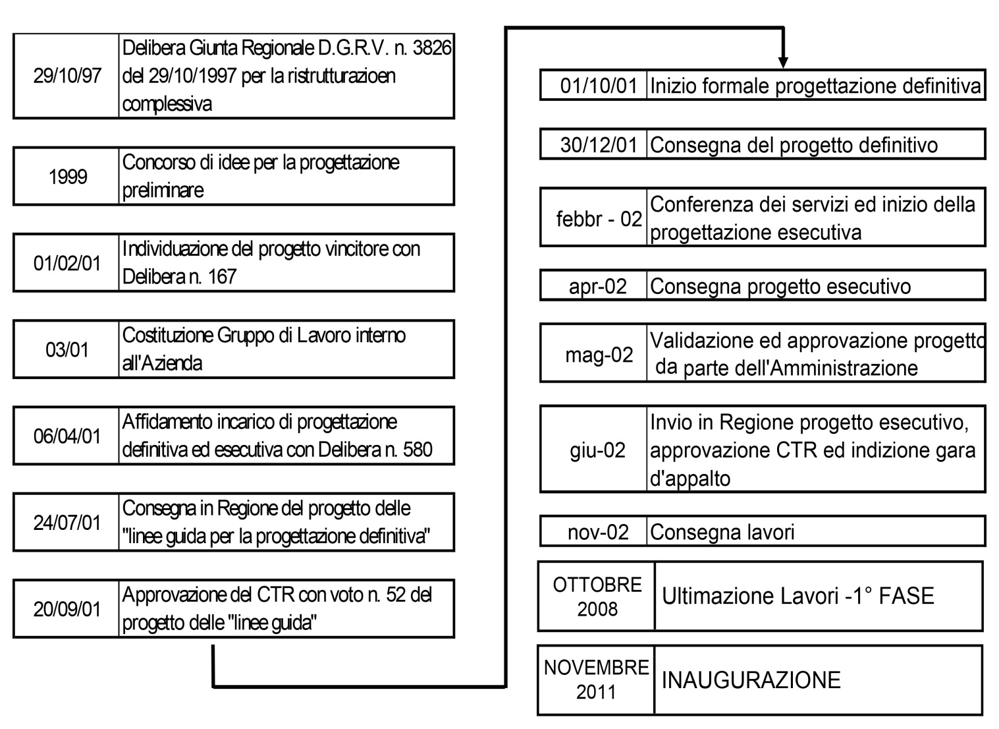 29/10/97
Delibera Giunta Regionale D.G.R.V. n. 3826
del 29/10/1997 per la ristrutturazioen
complessiva
1999
Concorso di idee per la progettazione
preliminare
01/02/01
Individuazione del progetto vincitore con
Delibera n. 167
03/01
Costituzione Gruppo di Lavoro interno
all'Azienda
06/04/01
Affidamento incarico di progettazione
definitiva ed esecutiva con Delibera n. 580
24/07/01
Consegna in Regione del progetto delle
"linee guida per la progettazione definitiva"
20/09/01
Approvazione del CTR con voto n. 52 del
progetto delle "linee guida"
01/10/01 Inizio formale progettazione definitiva
30/12/01 Consegna del progetto definitivo
febbr - 02
Conferenza dei servizi ed inizio della
progettazione esecutiva
apr-02 Consegna progetto esecutivo
mag-02
Validazione ed approvazione progetto
da parte dell'Amministrazione
giu-02
Invio in Regione progetto esecutivo,
approvazione CTR ed indizione gara
d'appalto
nov-02 Consegna lavori
OTTOBRE
2008
Ultimazione Lavori -1° FASE
NOVEMBRE
2011
INAUGURAZIONE